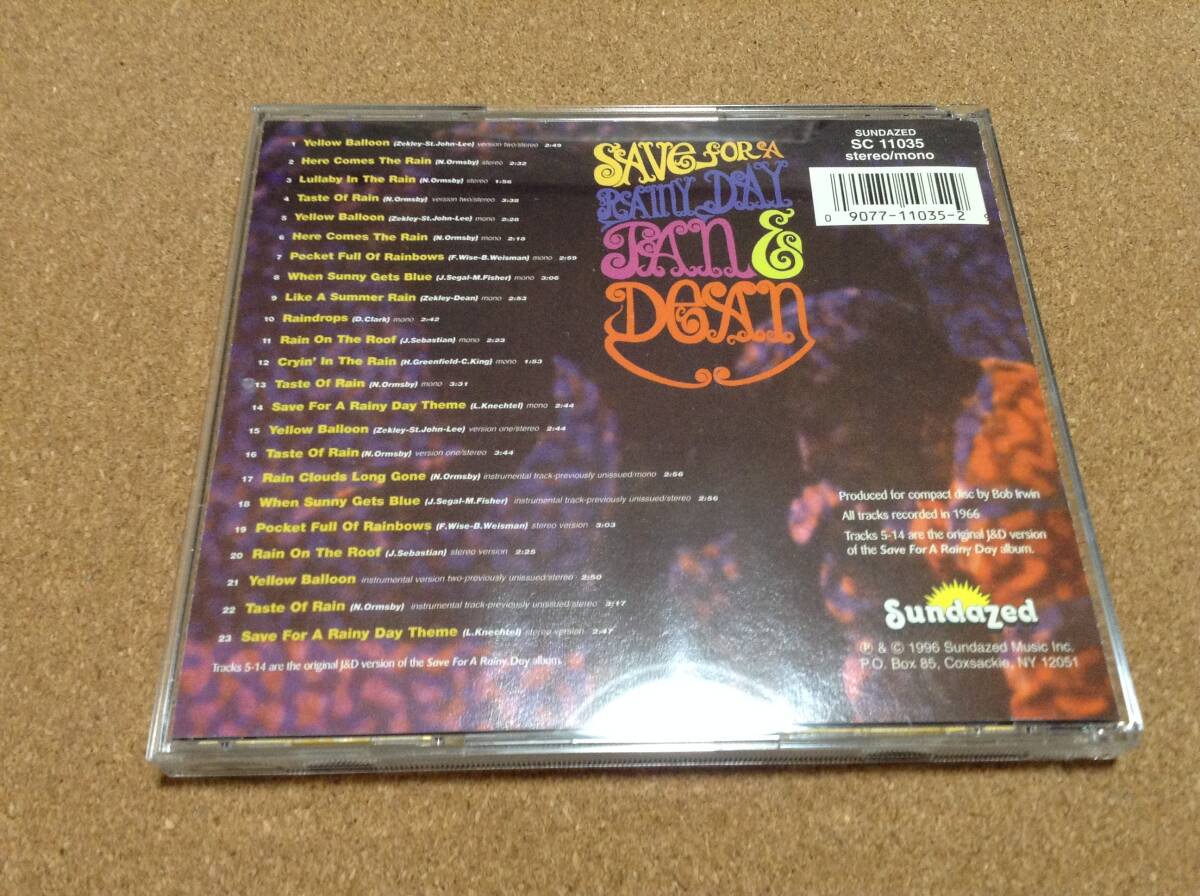 1 Yellow Balloon (Zekley-St.John-Lee) version two/stereo 2:49
2 Here Comes The Rain (N.Ormsby) stereo 2:32
3 Lullaby In The Rain (N.Ormsby) stereo 1:56
4 Taste Of Rain (N.Ormsby) version two/stereo 3:38
5 Yellow Balloon (Zekley-St.John-Lee) mono 2:28
6 Here Comes The Rain (N.Ormsby) mono 2:18
7 Pocket Full Of Rainbows (F.Wise-B.Weisman) mono 2:59
8 When Sunny Gets Blue (J.Segal-M.Fisher) mono 3:06
9 Like A Summer Rain (Zekley-Dean) mono 2:53
10 Raindrops (D.Clark) mono 2:42
11 Rain On The Roof (J.Sebastian) mono 2:23
12 Cryin' In The Rain (H.Greenfield-C.King) mono 1:53
13 Taste Of Rain (N.Ormsby) mono 3:31
14 Save For A Rainy Day Theme (L.Knechtel) mono 2:44
15 Yellow Balloon (Zekley-St.John-Lee) version one/stereo 2:44
16 Taste Of Rain (N.Ormsby) version one/stereo 3:44
17 Rain Clouds Long Gone (N.Ormsby) instrumental track-previously unissued/mono 2:56
18 When Sunny Gets Blue (J.Segal-M.Fisher) instrumental track-previously unissued/stereo 2:56
19 Pocket Full Of Rainbows (F.Wise-B.Weisman) stereo version 3:03
20 Rain On The Roof (J.Sebastian) stereo version 2:25
21 Yellow Balloon instrumental version two-previously unissued/stereo 2:50
22 Taste Of Rain (N.Ormsby) instrumental track-previously unissued/stereo 3:17
23 Save For A Rainy Day Theme (L.Knechtel) stereo version 2:47
Tracks 5-14 are the original J&D version of the Save For A Rainy Day album.
SAVE FOR A
RAINY DAY
JAN &
DEAN
SUNDAZED
SC 11035
stereo/mono
0 9077-11035-2 9
Produced for compact disc by Bob Irwin
All tracks recorded in 1966
Tracks 5-14 are the original J&D version
of the Save For A Rainy Day album.
Sundazed
℗ & © 1996 Sundazed Music Inc.
P.O. Box 85, Coxsackie, NY 12051